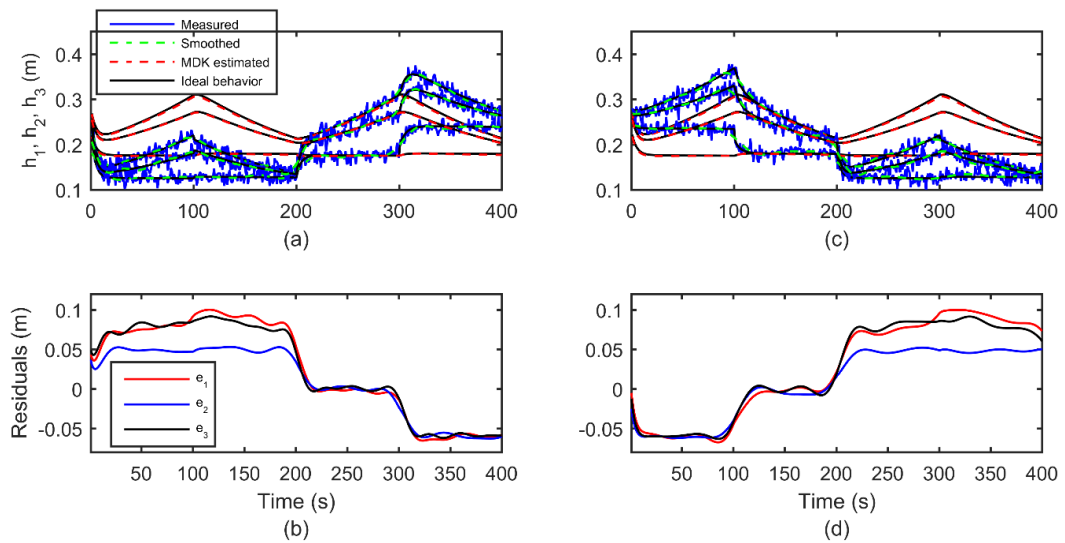 Measured
Smoothed
MDK estimated
Ideal behavior
h1, h2, h3 (m)
0.4
0.3
0.2
0.1
0 100 200 300 400
(a)
0.4
0.3
0.2
0.1
0 100 200 300 400
(c)
Residuals (m)
0.1
0.05
0
-0.05
e1
e2
e3
50 100 150 200 250 300 350 400
Time (s)
(b)
0.1
0.05
0
-0.05
50 100 150 200 250 300 350 400
Time (s)
(d)